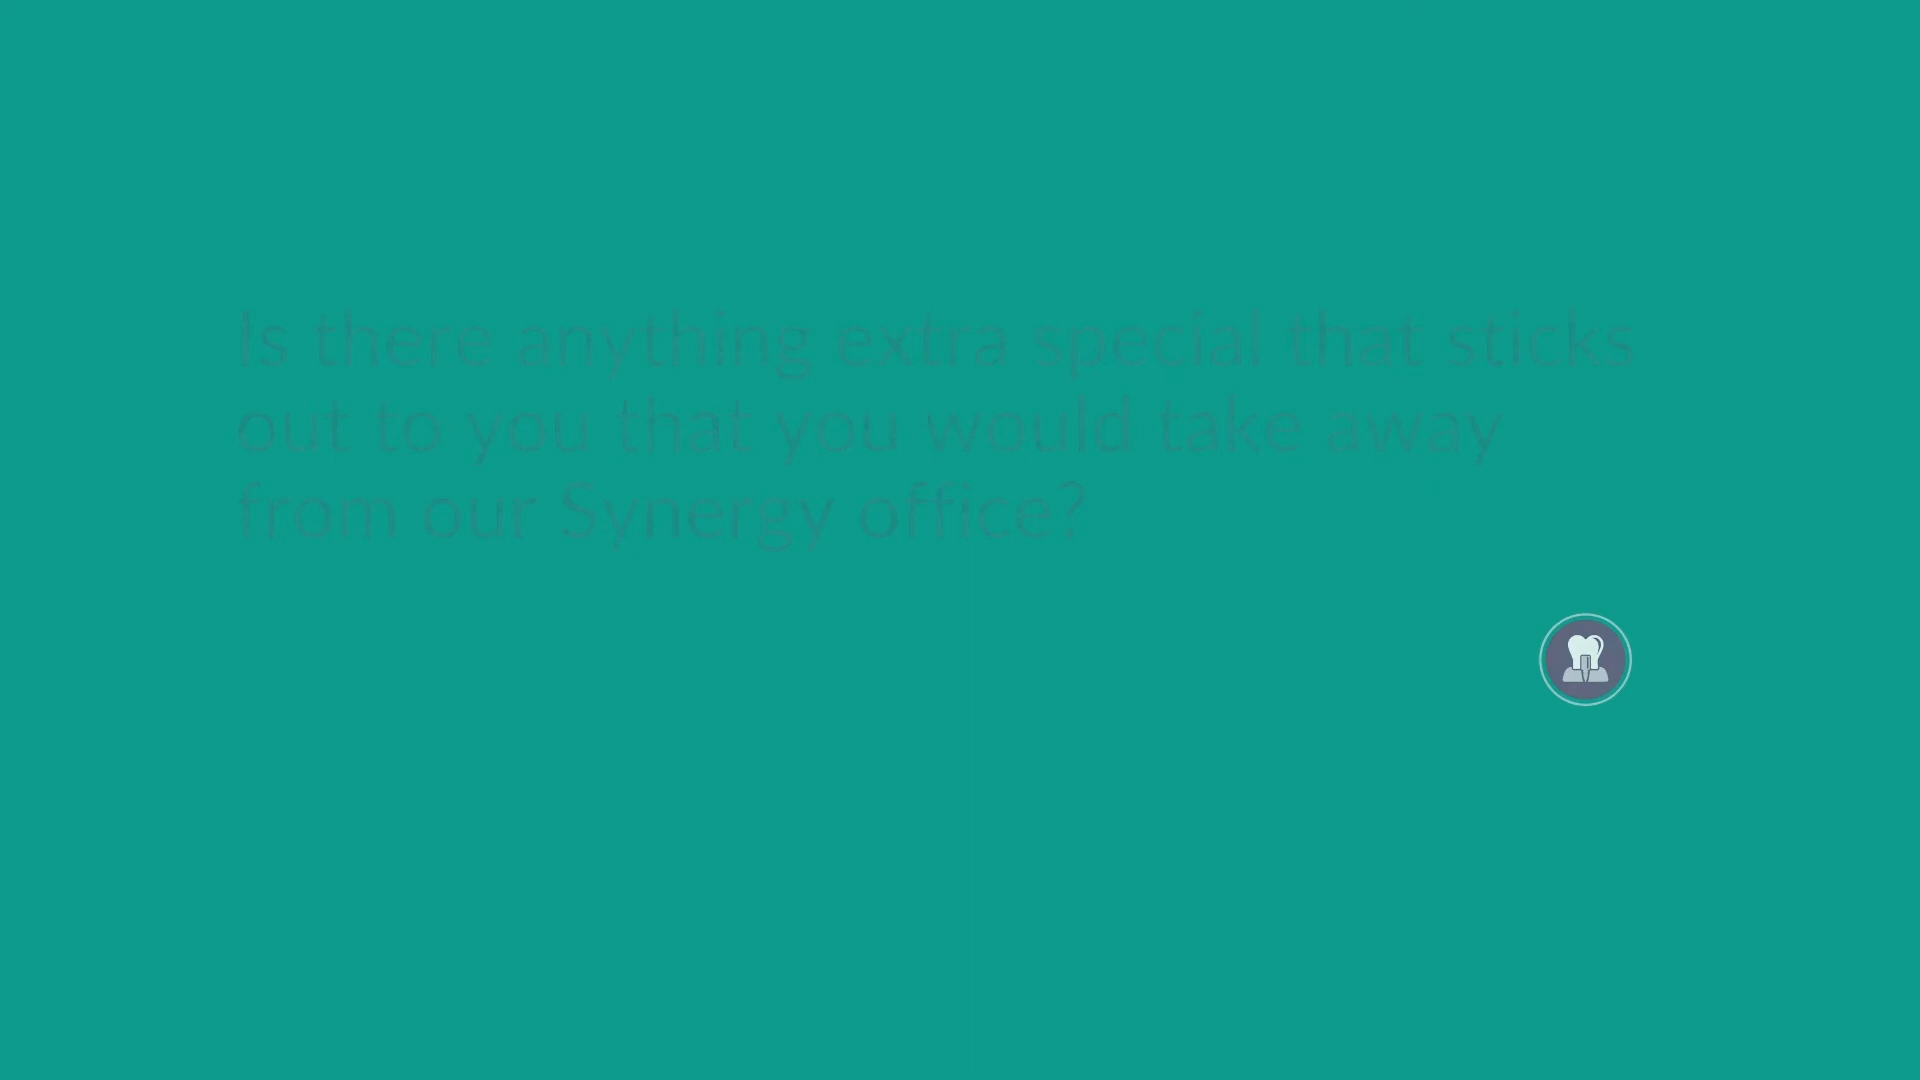 Is there anything extra special that sticks
out to you that you would take away
from our Synergy office?